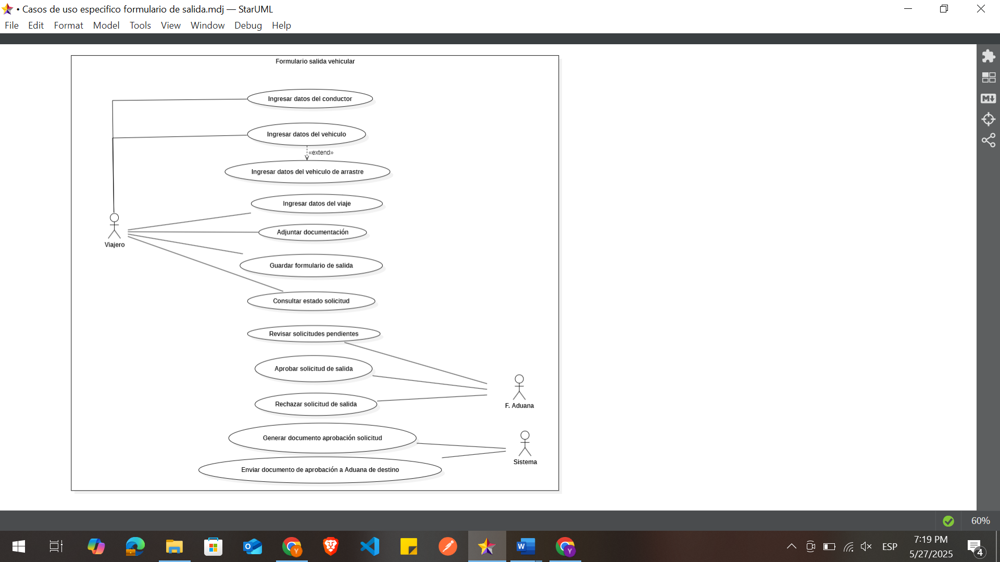 • Casos de uso especifico formulario de salida.mdj — StarUML
File Edit Format Model Tools View Window Debug Help
Formulario salida vehicular
Ingresar datos del conductor
Ingresar datos del vehiculo
«extend»
Ingresar datos del vehiculo de arrastre
Ingresar datos del viaje
Adjuntar documentación
Viajero
Guardar formulario de salida
Consultar estado solicitud
Revisar solicitudes pendientes
Aprobar solicitud de salida
Rechazar solicitud de salida
F. Aduana
Generar documento aprobación solicitud
Sistema
Enviar documento de aprobación a Aduana de destino
M
60%
Y
W
Y
ESP
7:19 PM
5/27/2025
4